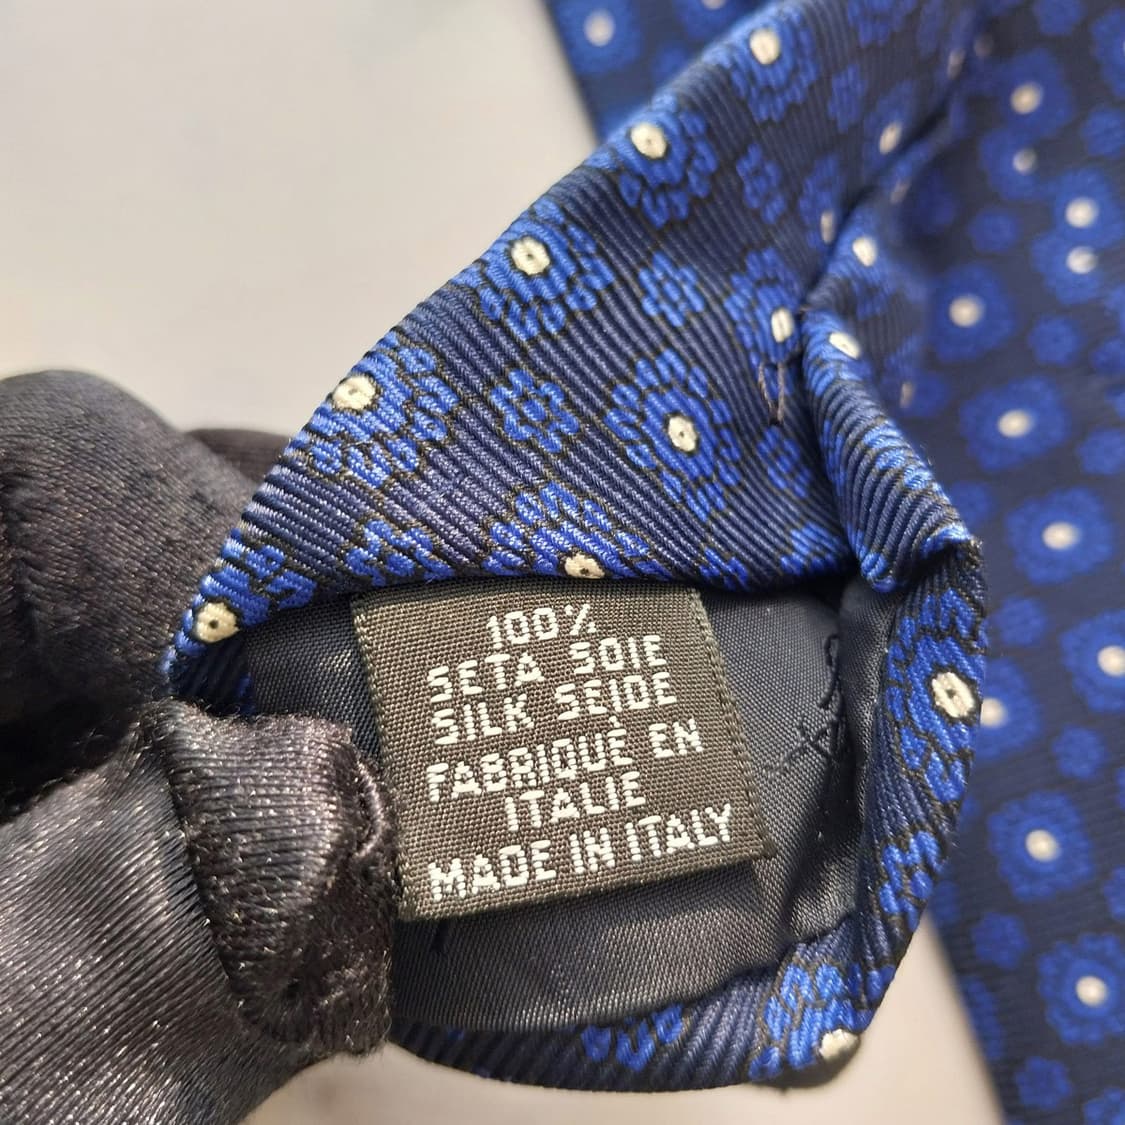 100%
SETA SOIE
SILK SEIDE
FABRIQUÉ EN
ITALIE
MADE IN ITALY